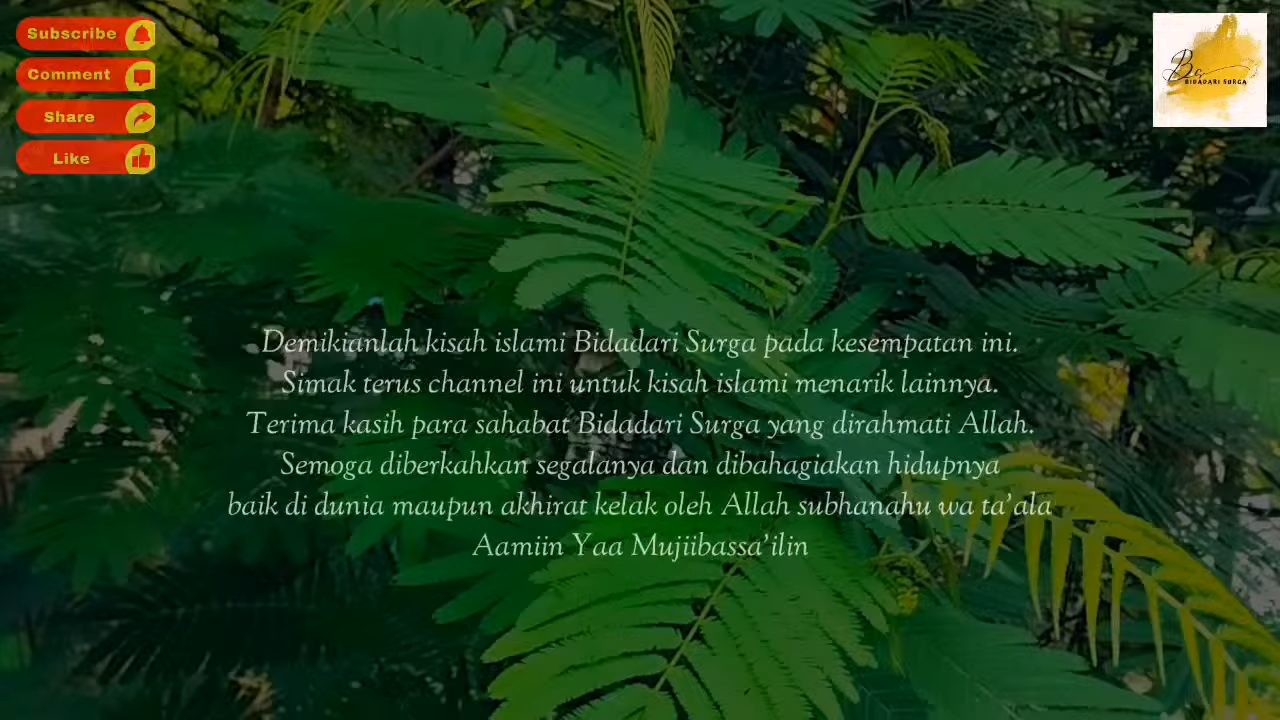 Subscribe
Comment
Share
Like
Bs
BIDADARI SURGA
Demikianlah kisah islami Bidadari Surga pada kesempatan ini.
Simak terus channel ini untuk kisah islami menarik lainnya.
Terima kasih para sahabat Bidadari Surga yang dirahmati Allah.
Semoga diberkahkan segalanya dan dibahagiakan hidupnya
baik di dunia maupun akhirat kelak oleh Allah subhanahu wa ta'ala
Aamiin Yaa Mujiibassa'ilin